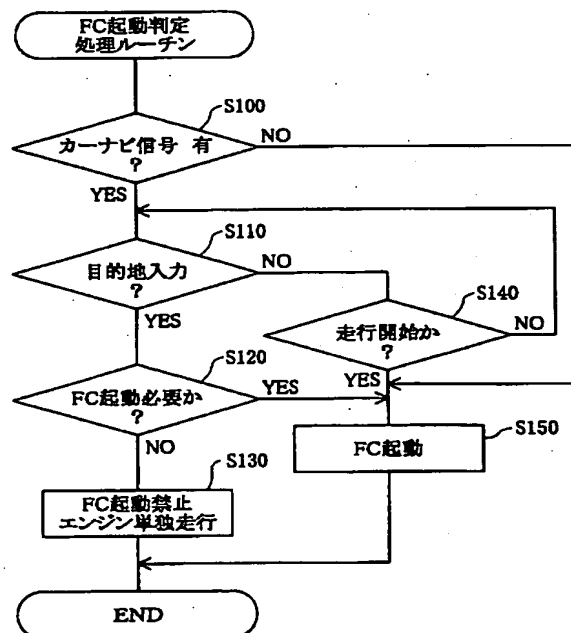 FC起動判定
処理ルーチン
S100
カーナビ信号 有
?
NO
YES
S110
目的地入力
?
NO
YES
S140
走行開始か
?
NO
YES
S120
FC起動必要か
?
YES
NO
S150
FC起動
S130
FC起動禁止
エンジン単独走行
END